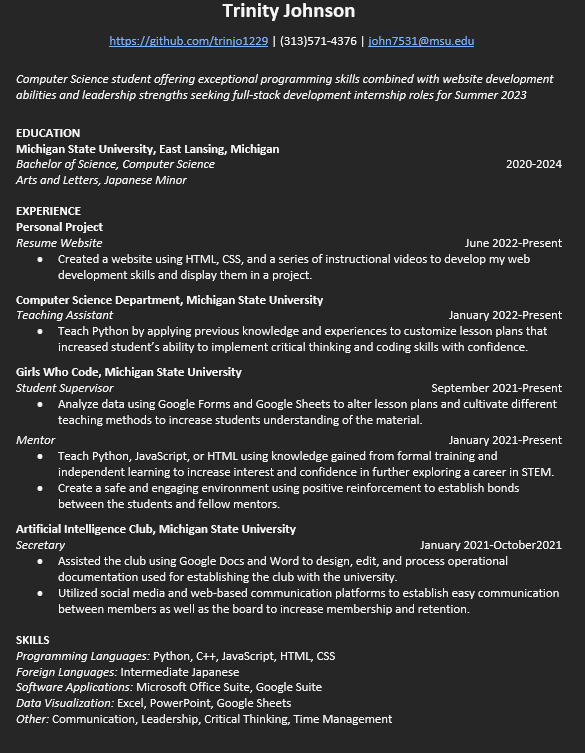 Trinity Johnson
https://github.com/trinjo1229 | (313)571-4376 | john7531@msu.edu
Computer Science student offering exceptional programming skills combined with website development
abilities and leadership strengths seeking full-stack development internship roles for Summer 2023
EDUCATION
Michigan State University, East Lansing, Michigan
Bachelor of Science, Computer Science 2020-2024
Arts and Letters, Japanese Minor
EXPERIENCE
Personal Project
Resume Website June 2022-Present
● Created a website using HTML, CSS, and a series of instructional videos to develop my web
development skills and display them in a project.
Computer Science Department, Michigan State University
Teaching Assistant January 2022-Present
● Teach Python by applying previous knowledge and experiences to customize lesson plans that
increased student's ability to implement critical thinking and coding skills with confidence.
Girls Who Code, Michigan State University
Student Supervisor September 2021-Present
● Analyze data using Google Forms and Google Sheets to alter lesson plans and cultivate different
teaching methods to increase students understanding of the material.
Mentor January 2021-Present
● Teach Python, JavaScript, or HTML using knowledge gained from formal training and
independent learning to increase interest and confidence in further exploring a career in STEM.
● Create a safe and engaging environment using positive reinforcement to establish bonds
between the students and fellow mentors.
Artificial Intelligence Club, Michigan State University
Secretary January 2021-October2021
● Assisted the club using Google Docs and Word to design, edit, and process operational
documentation used for establishing the club with the university.
● Utilized social media and web-based communication platforms to establish easy communication
between members as well as the board to increase membership and retention.
SKILLS
Programming Languages: Python, C++, JavaScript, HTML, CSS
Foreign Languages: Intermediate Japanese
Software Applications: Microsoft Office Suite, Google Suite
Data Visualization: Excel, PowerPoint, Google Sheets
Other: Communication, Leadership, Critical Thinking, Time Management